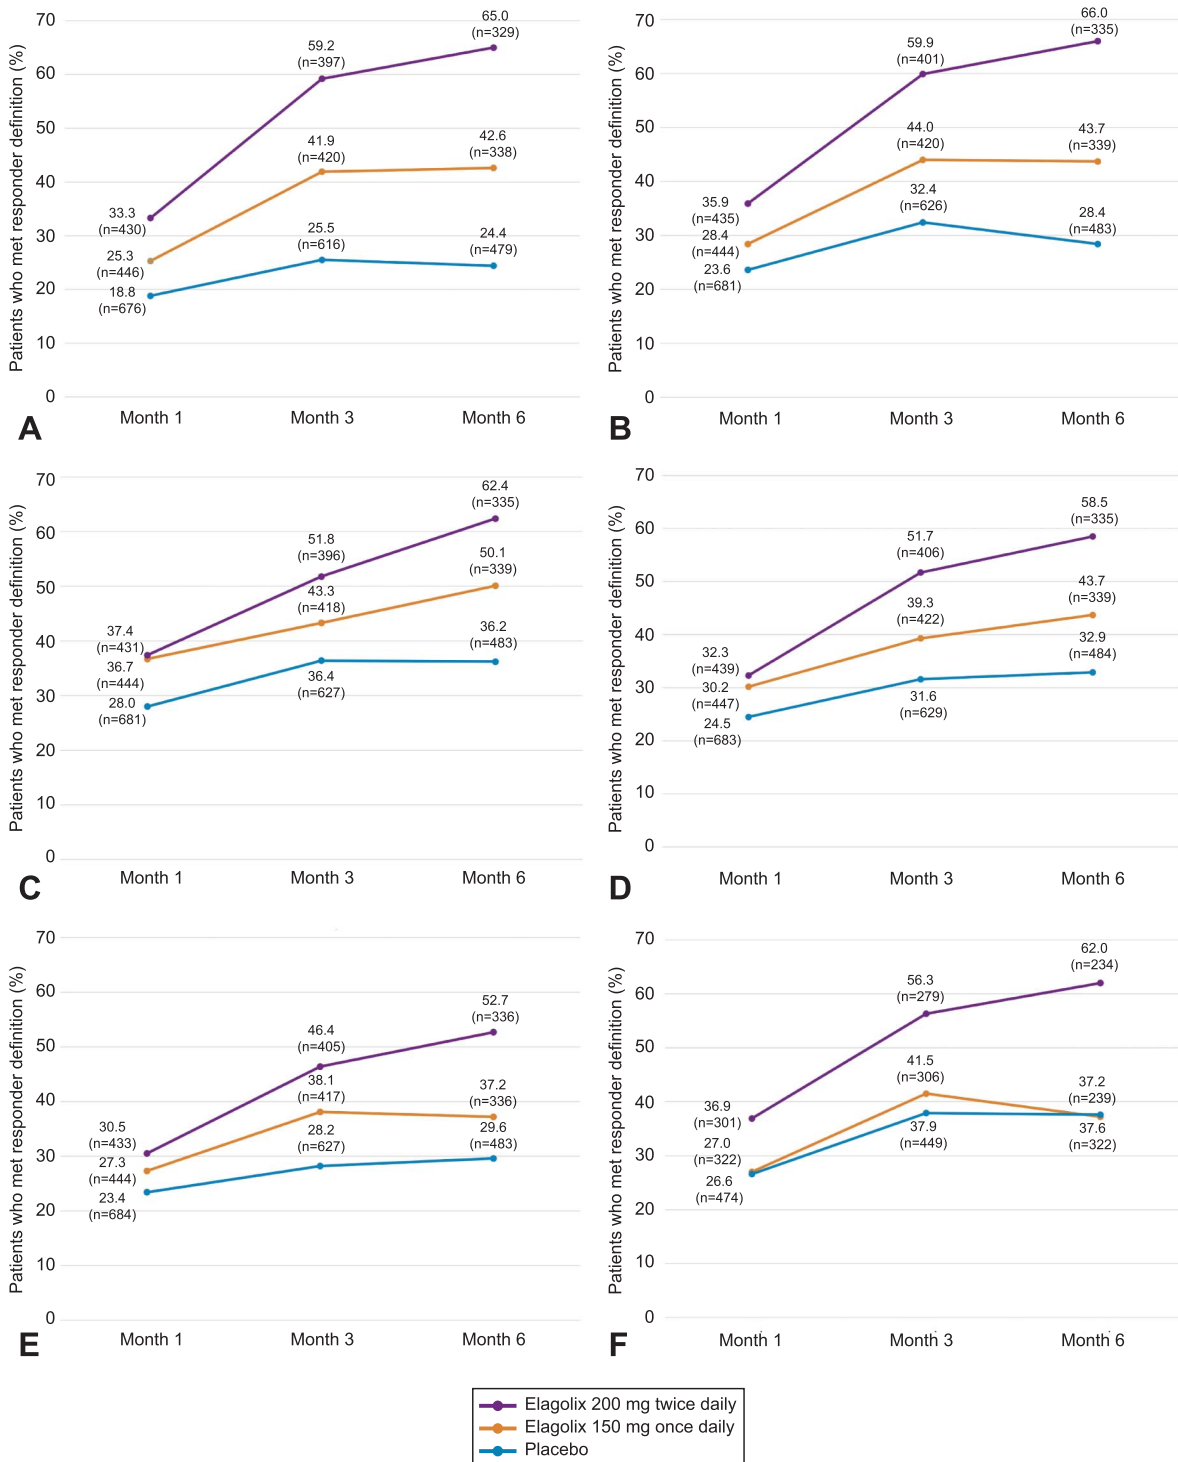 Patients who met responder definition (%)
70
60
50
40
30
20
10
0
33.3
(n=430)
25.3
(n=446)
18.8
(n=676)
59.2
(n=397)
41.9
(n=420)
25.5
(n=616)
65.0
(n=329)
42.6
(n=338)
24.4
(n=479)
Month 1
Month 3
Month 6
A
Patients who met responder definition (%)
70
60
50
40
30
20
10
0
35.9
(n=435)
28.4
(n=444)
23.6
(n=681)
59.9
(n=401)
44.0
(n=420)
32.4
(n=626)
66.0
(n=335)
43.7
(n=339)
28.4
(n=483)
Month 1
Month 3
Month 6
B
Patients who met responder definition (%)
70
60
50
40
30
20
10
0
37.4
(n=431)
36.7
(n=444)
28.0
(n=681)
51.8
(n=396)
43.3
(n=418)
36.4
(n=627)
62.4
(n=335)
50.1
(n=339)
36.2
(n=483)
Month 1
Month 3
Month 6
C
Patients who met responder definition (%)
70
60
50
40
30
20
10
0
32.3
(n=439)
30.2
(n=447)
24.5
(n=683)
51.7
(n=406)
39.3
(n=422)
31.6
(n=629)
58.5
(n=335)
43.7
(n=339)
32.9
(n=484)
Month 1
Month 3
Month 6
D
Patients who met responder definition (%)
70
60
50
40
30
20
10
0
30.5
(n=433)
27.3
(n=444)
23.4
(n=684)
46.4
(n=405)
38.1
(n=417)
28.2
(n=627)
52.7
(n=336)
37.2
(n=336)
29.6
(n=483)
Month 1
Month 3
Month 6
E
Patients who met responder definition (%)
70
60
50
40
30
20
10
0
36.9
(n=301)
27.0
(n=322)
26.6
(n=474)
56.3
(n=279)
41.5
(n=306)
37.9
(n=449)
62.0
(n=234)
37.2
(n=239)
37.6
(n=322)
Month 1
Month 3
Month 6
F
Elagolix 200 mg twice daily
Elagolix 150 mg once daily
Placebo